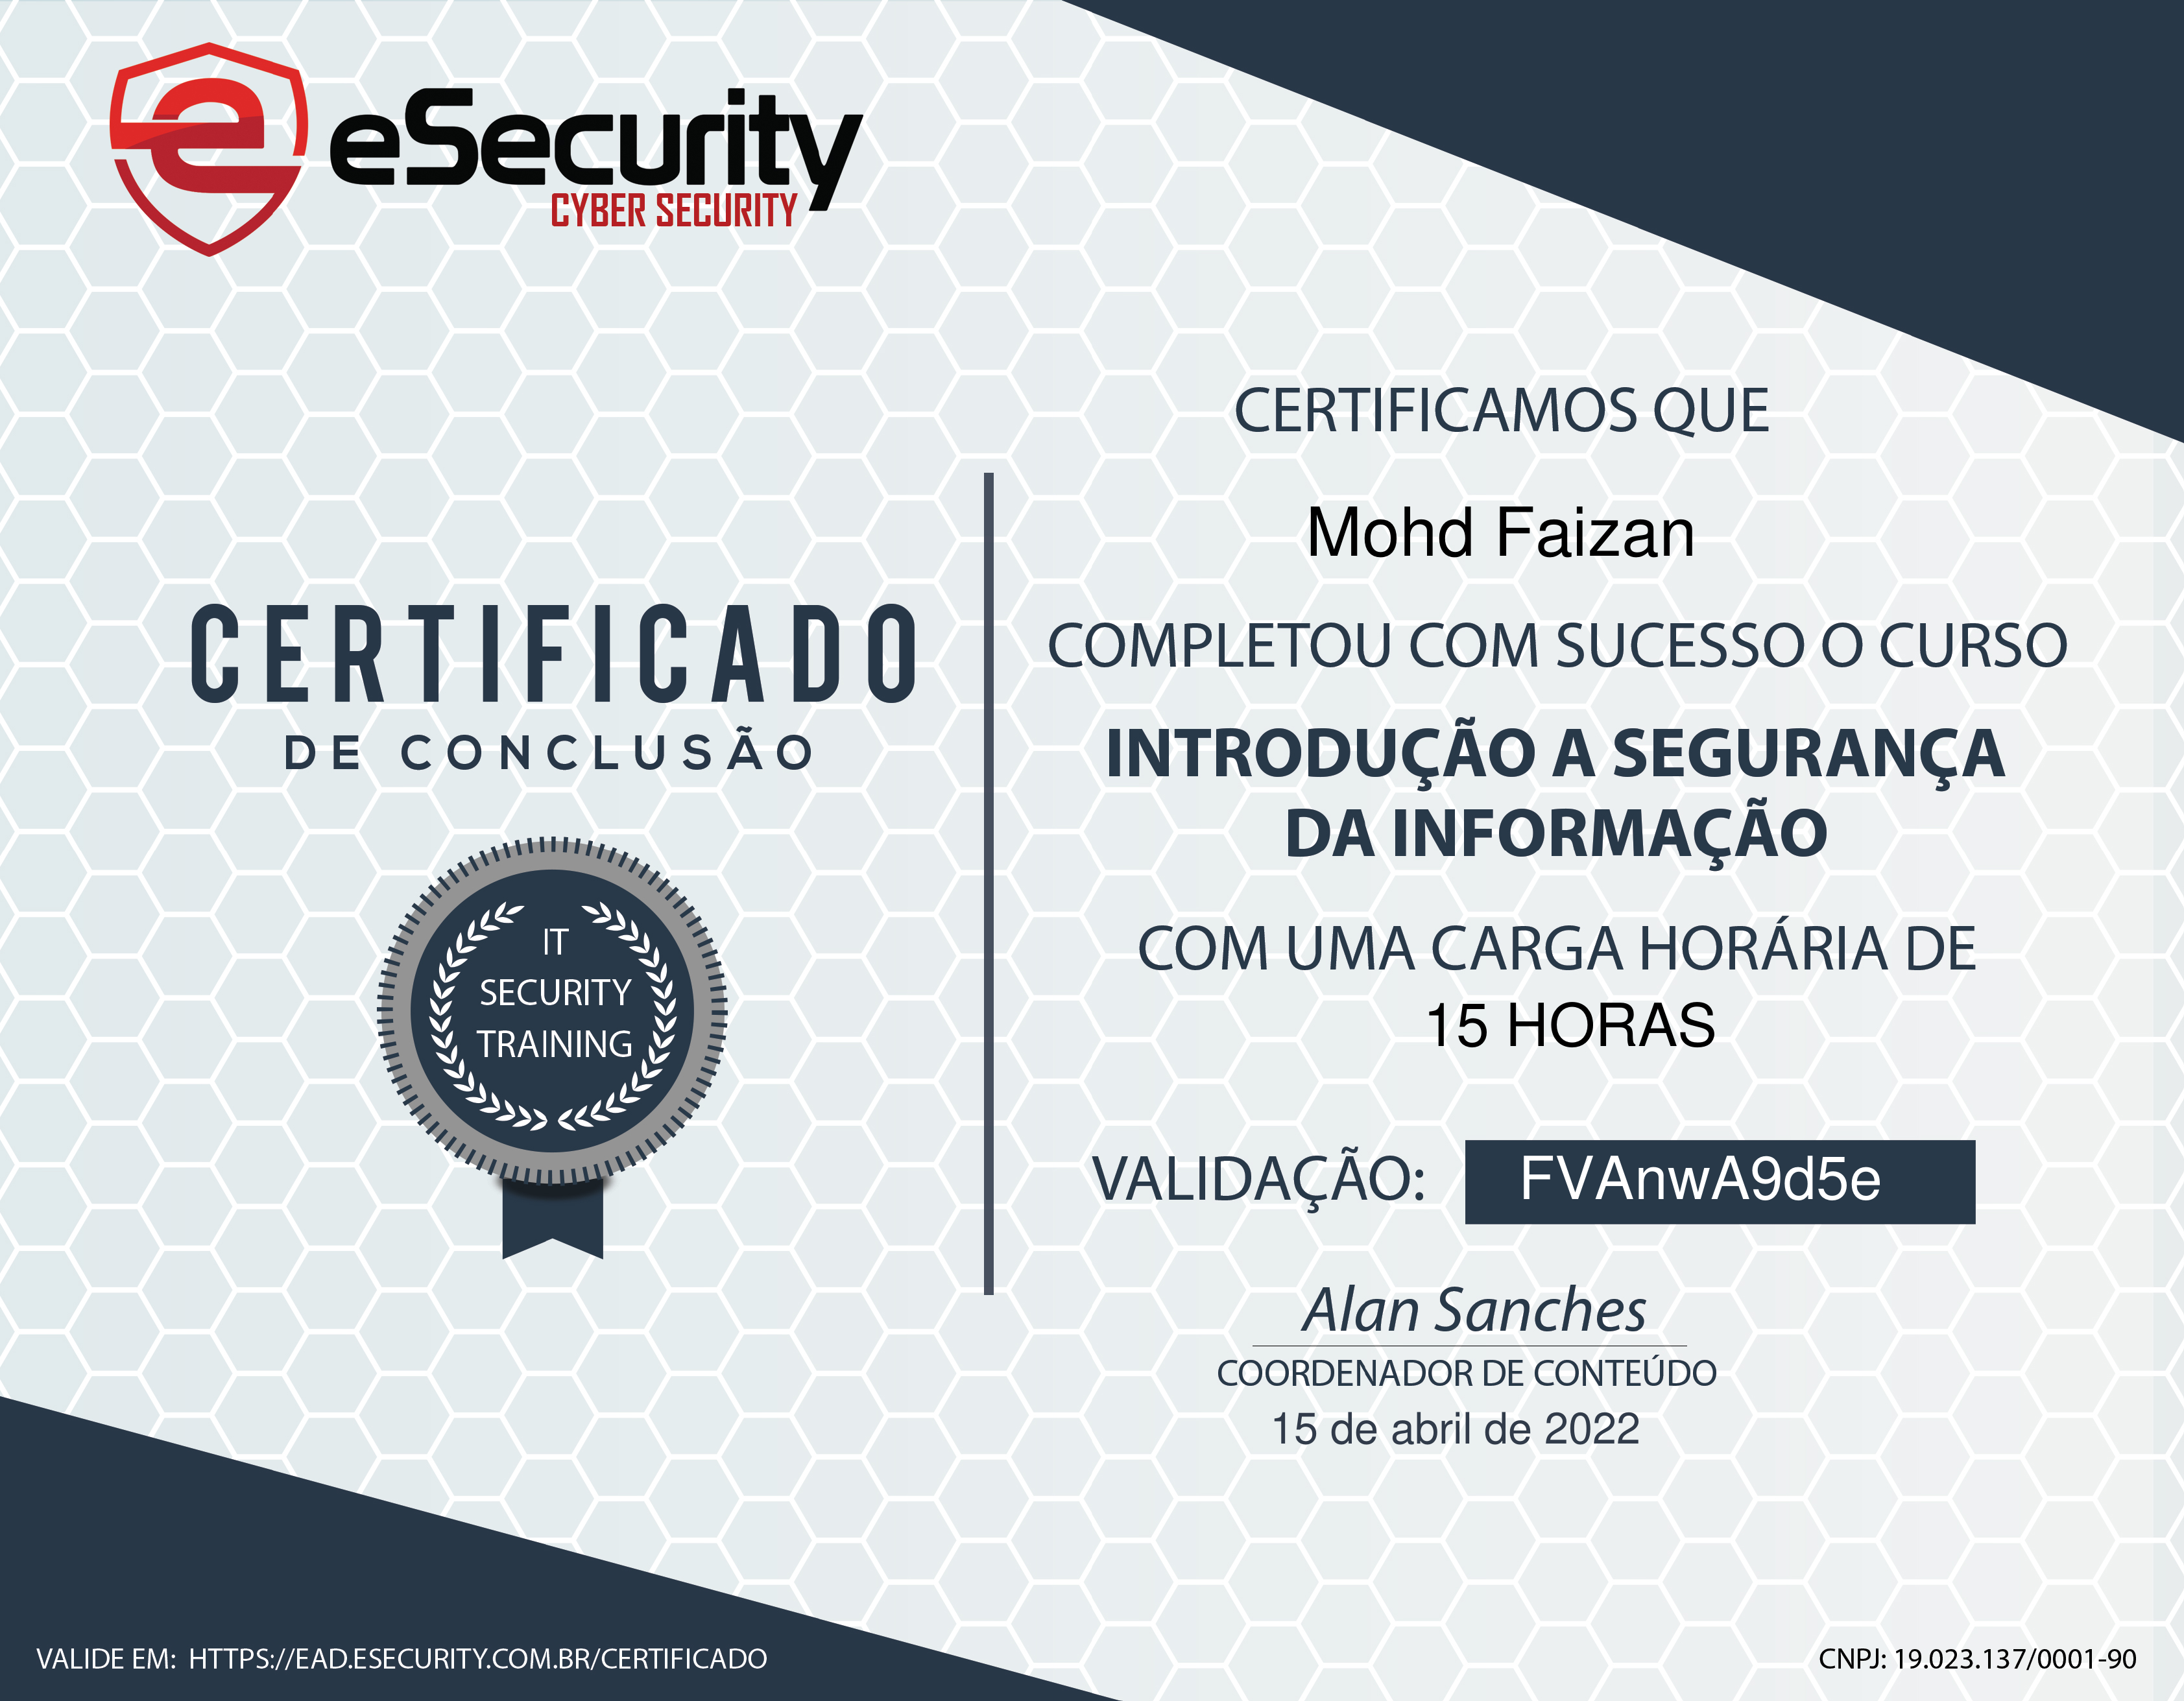 eSecurity
CYBER SECURITY
CERTIFICADO
DE CONCLUSÃO
IT
SECURITY
TRAINING
CERTIFICAMOS QUE
Mohd Faizan
COMPLETOU COM SUCESSO O CURSO
INTRODUÇÃO A SEGURANÇA
DA INFORMAÇÃO
COM UMA CARGA HORÁRIA DE
15 HORAS
VALIDAÇÃO: FVAnwA9d5e
Alan Sanches
COORDENADOR DE CONTEÚDO
15 de abril de 2022
VALIDE EM: HTTPS://EAD.ESECURITY.COM.BR/CERTIFICADO
CNPJ: 19.023.137/0001-90